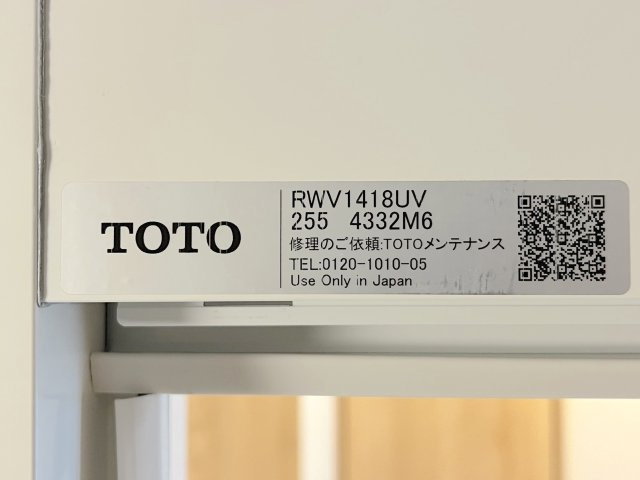 TOTO
RWV1418UV
255 4332M6
修理のご依頼:TOTOメンテナンス
TEL:0120-1010-05
Use Only in Japan